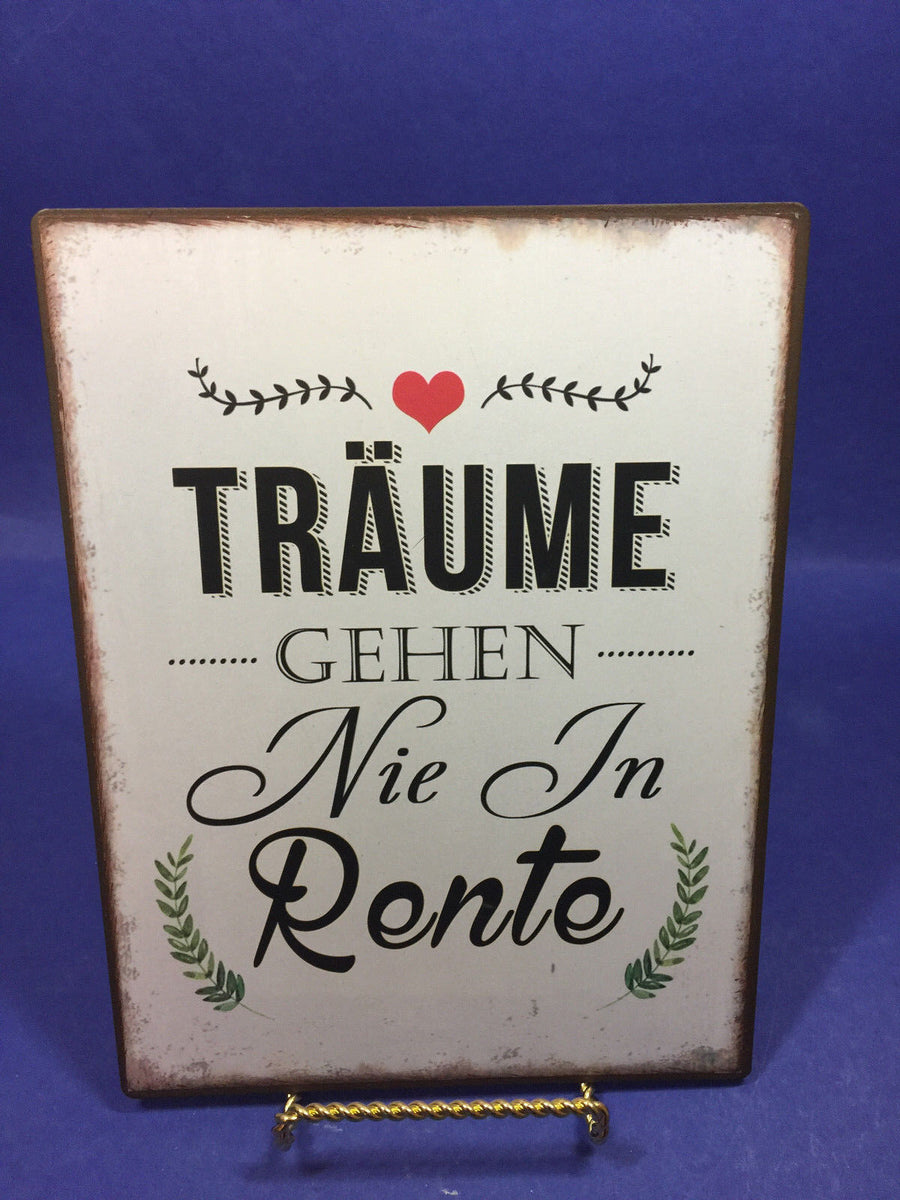 TRÄUME
GEHEN
Nie In
Rente